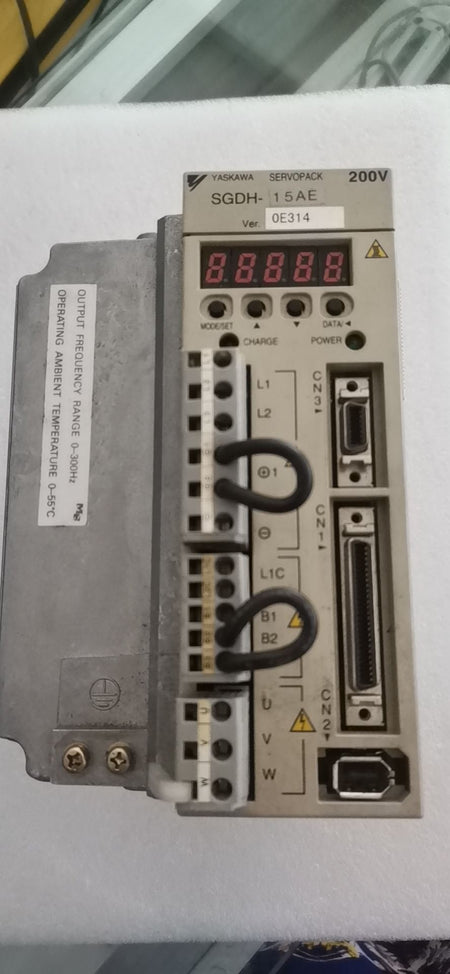 YASKAWA SERVOPACK 200V
SGDH-15AE
Ver. 0E314
MODE/SET ▲ ▼ DATA/◄
CHARGE POWER
L1
L2
⊕1
⊖
L1C
B1
B2
U
V
W
CN3
CN1
CN2
U
V
W
OUTPUT FREQUENCY RANGE 0-300Hz
OPERATING AMBIENT TEMPERATURE 0-55°C